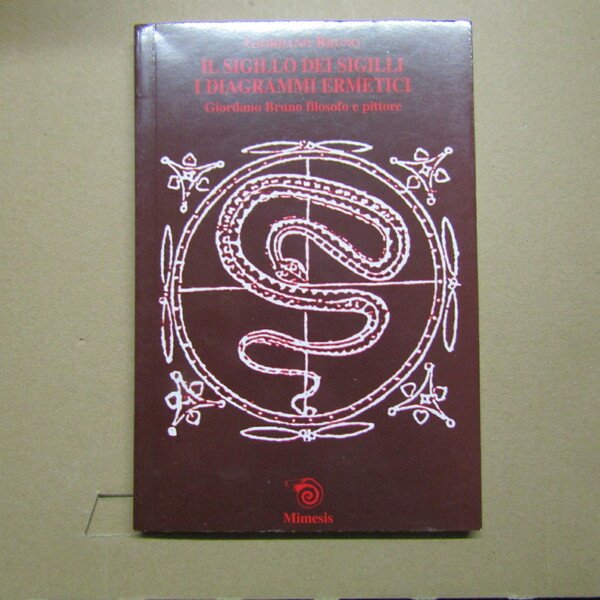 GIORDANO BRUNO
IL SIGILLO DEI SIGILLI
I DIAGRAMMI ERMETICI
Giordano Bruno filosofo e pittore
Mimesis